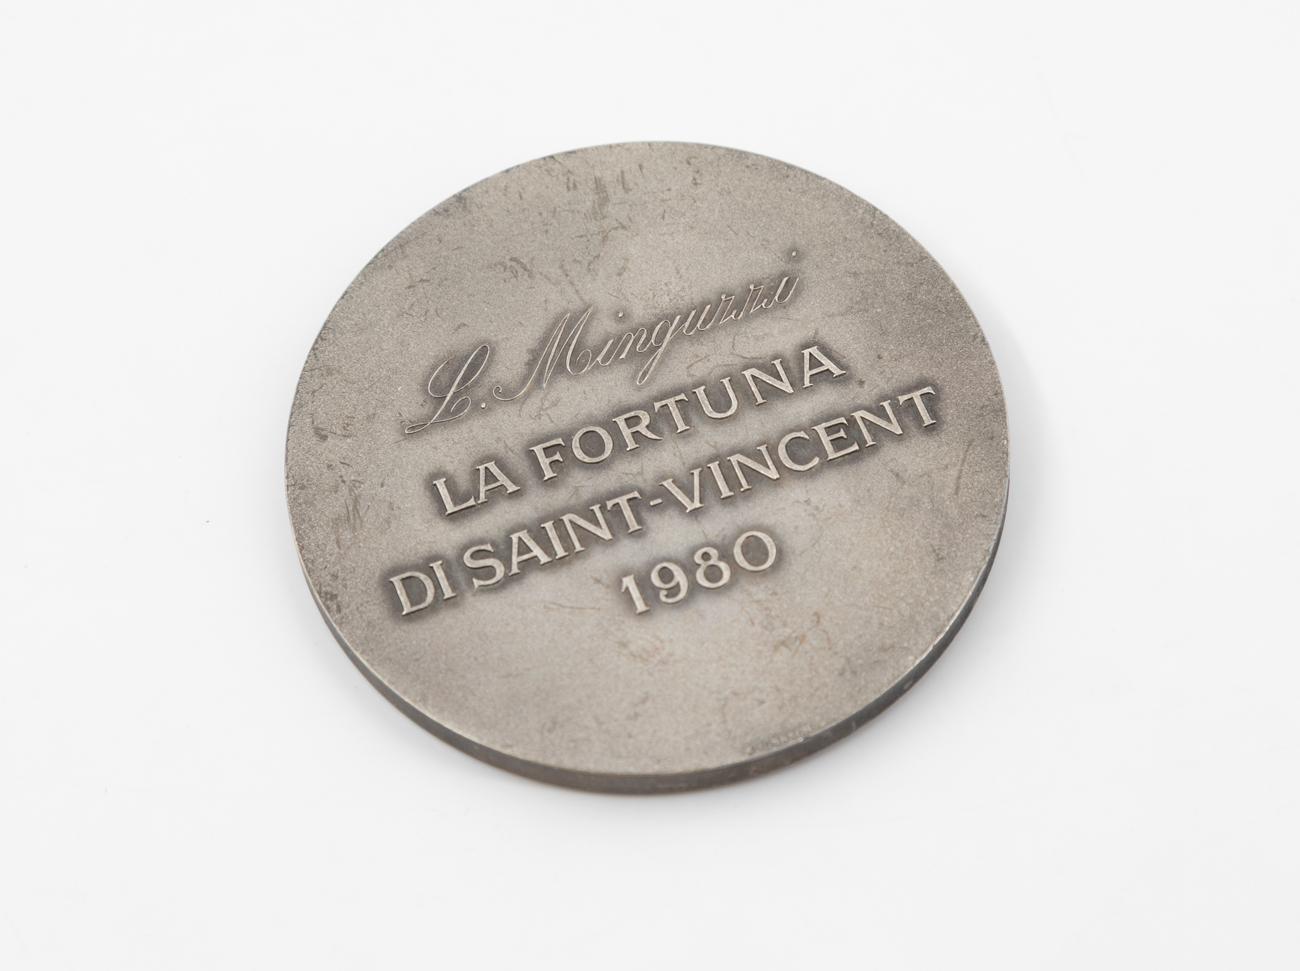 L. Minguzzi
LA FORTUNA
DI SAINT-VINCENT
1980